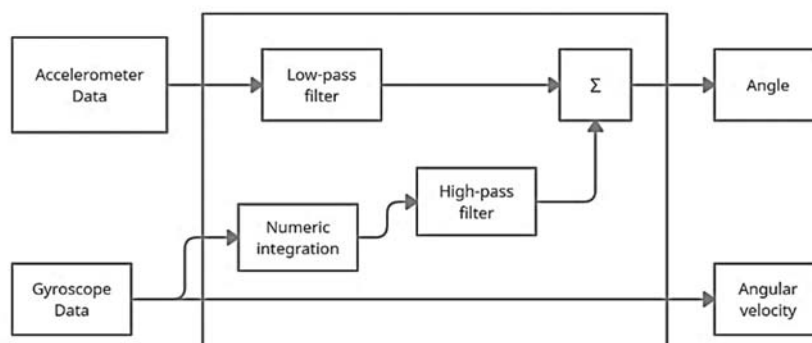 Accelerometer
Data
Low-pass
filter
Σ
Angle
High-pass
filter
Numeric
integration
Gyroscope
Data
Angular
velocity